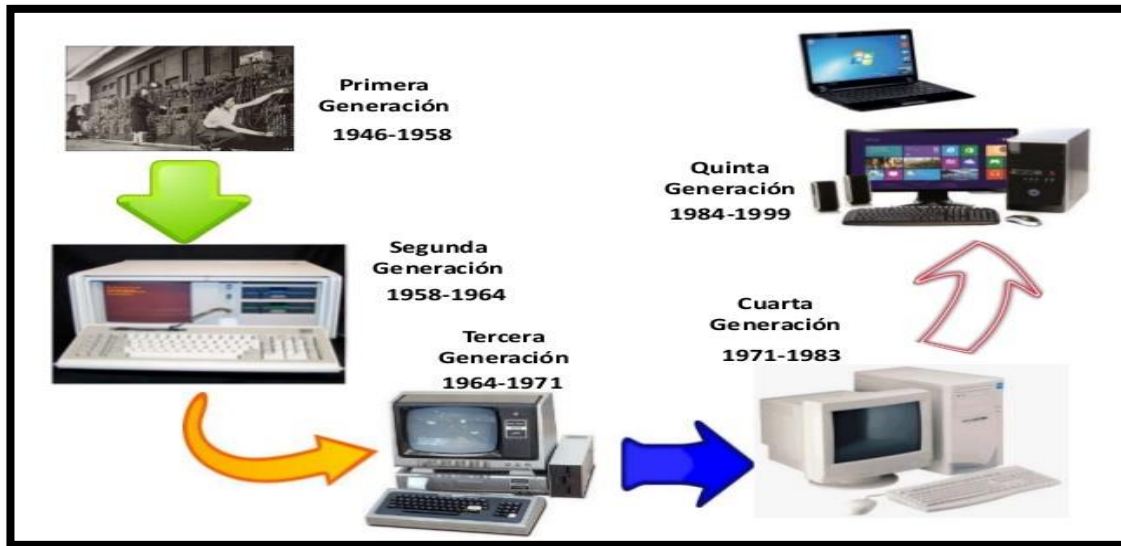 Primera
Generación
1946-1958
Segunda
Generación
1958-1964
Tercera
Generación
1964-1971
Cuarta
Generación
1971-1983
Quinta
Generación
1984-1999